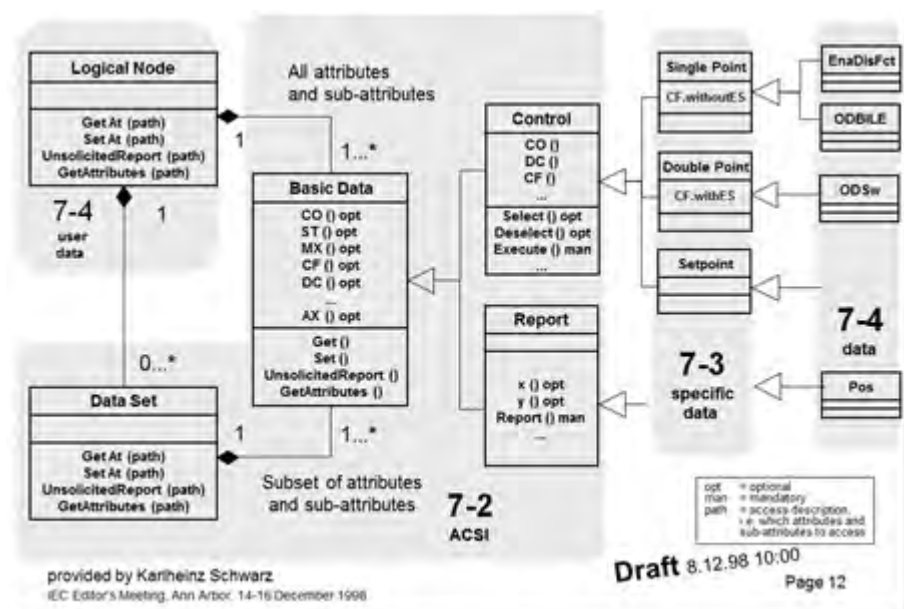 Logical Node
Get At (path)
Set At (path)
UnsolicitedReport (path)
GetAttributes (path)
1
1
7-4
user
data
All attributes
and sub-attributes
1...*
0...*
Data Set
Get At (path)
Set At (path)
UnsolicitedReport (path)
GetAttributes (path)
1
Basic Data
CO () opt
ST () opt
MX () opt
CF () opt
DC () opt
...
AX () opt
Get ()
Set ()
UnsolicitedReport ()
GetAttributes ()
1...*
Subset of attributes
and sub-attributes
7-2
ACSI
Control
CO ()
DC ()
CF ()
...
Select () opt
Deselect () opt
Execute () man
...
Report
x () opt
y () opt
Report () man
...
Single Point
CF.withoutES
Double Point
CF.withES
Setpoint
7-3
specific
data
EnaDisFct
ODBILE
ODSw
7-4
data
Pos
opt = optional
man = mandatory
path = access description,
i.e. which attributes and
sub-attributes to access
Draft 8.12.98 10:00
Page 12
provided by Karlheinz Schwarz
IEC Editor's Meeting, Ann Arbor, 14-16 December 1998